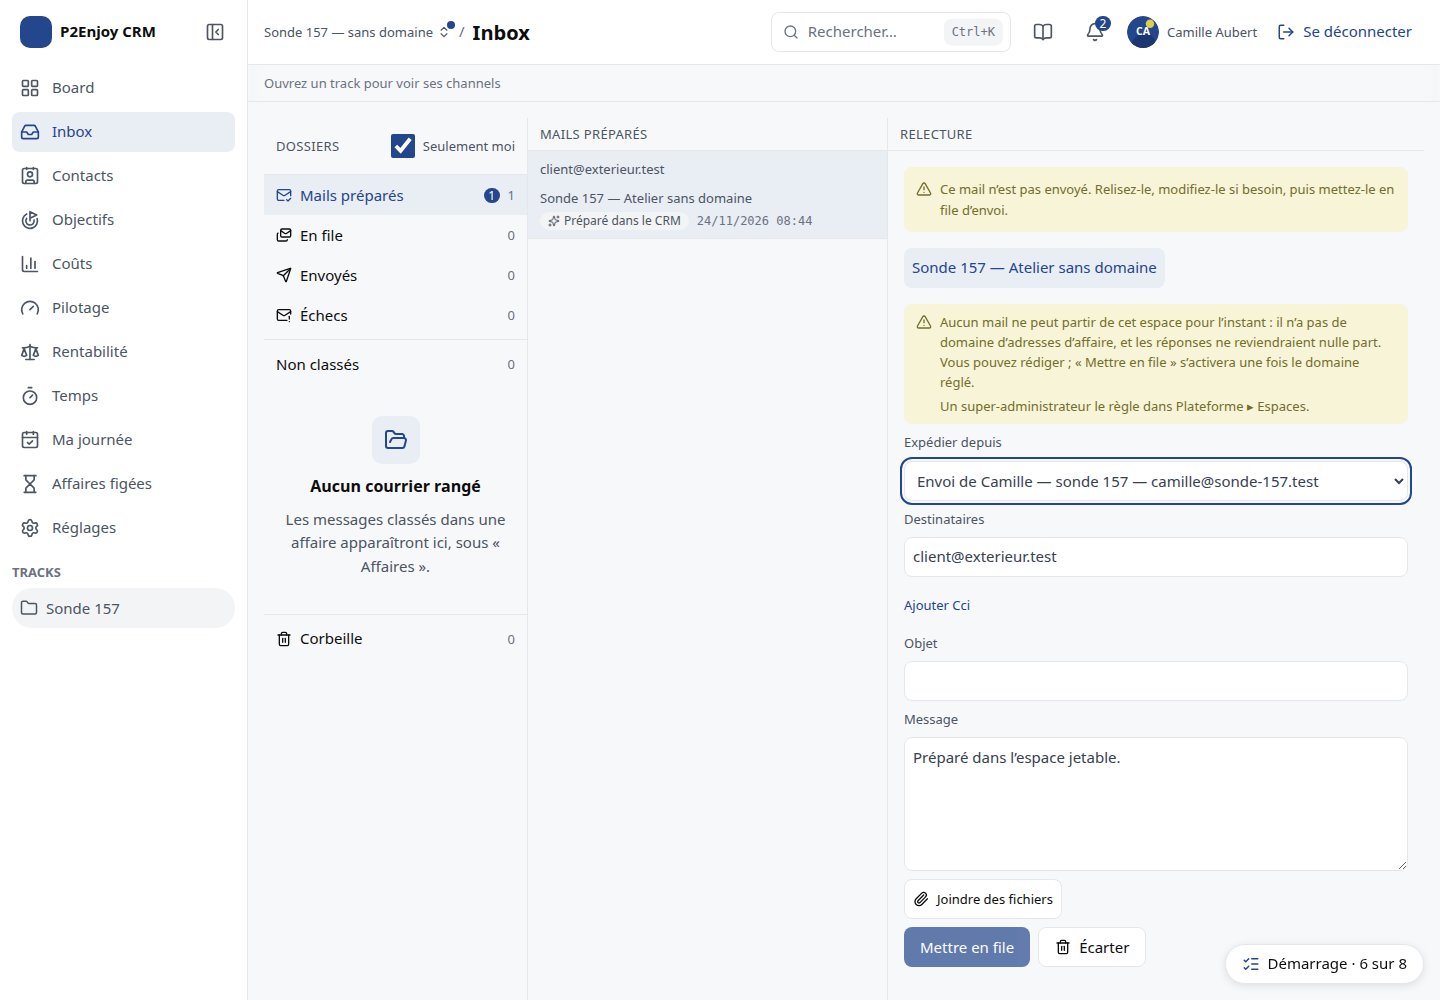 P2Enjoy CRM
Board
Inbox
Contacts
Objectifs
Coûts
Pilotage
Rentabilité
Temps
Ma journée
Affaires figées
Réglages
TRACKS
Sonde 157
Sonde 157 — sans domaine / Inbox
Rechercher... Ctrl+K
2
CA Camille Aubert
Se déconnecter
Ouvrez un track pour voir ses channels
DOSSIERS
Seulement moi
Mails préparés 1 1
En file 0
Envoyés 0
Échecs 0
Non classés 0
Aucun courrier rangé
Les messages classés dans une
affaire apparaîtront ici, sous «
Affaires ».
Corbeille 0
MAILS PRÉPARÉS
client@exterieur.test
Sonde 157 — Atelier sans domaine
Préparé dans le CRM 24/11/2026 08:44
RELECTURE
Ce mail n’est pas envoyé. Relisez-le, modifiez-le si besoin, puis mettez-le en
file d’envoi.
Sonde 157 — Atelier sans domaine
Aucun mail ne peut partir de cet espace pour l’instant : il n’a pas de
domaine d’adresses d’affaire, et les réponses ne reviendraient nulle part.
Vous pouvez rédiger ; « Mettre en file » s’activera une fois le domaine
réglé.
Un super-administrateur le règle dans Plateforme ▸ Espaces.
Expédier depuis
Envoi de Camille — sonde 157 — camille@sonde-157.test
Destinataires
client@exterieur.test
Ajouter Cci
Objet
Message
Préparé dans l’espace jetable.
Joindre des fichiers
Mettre en file
Écarter
Démarrage · 6 sur 8